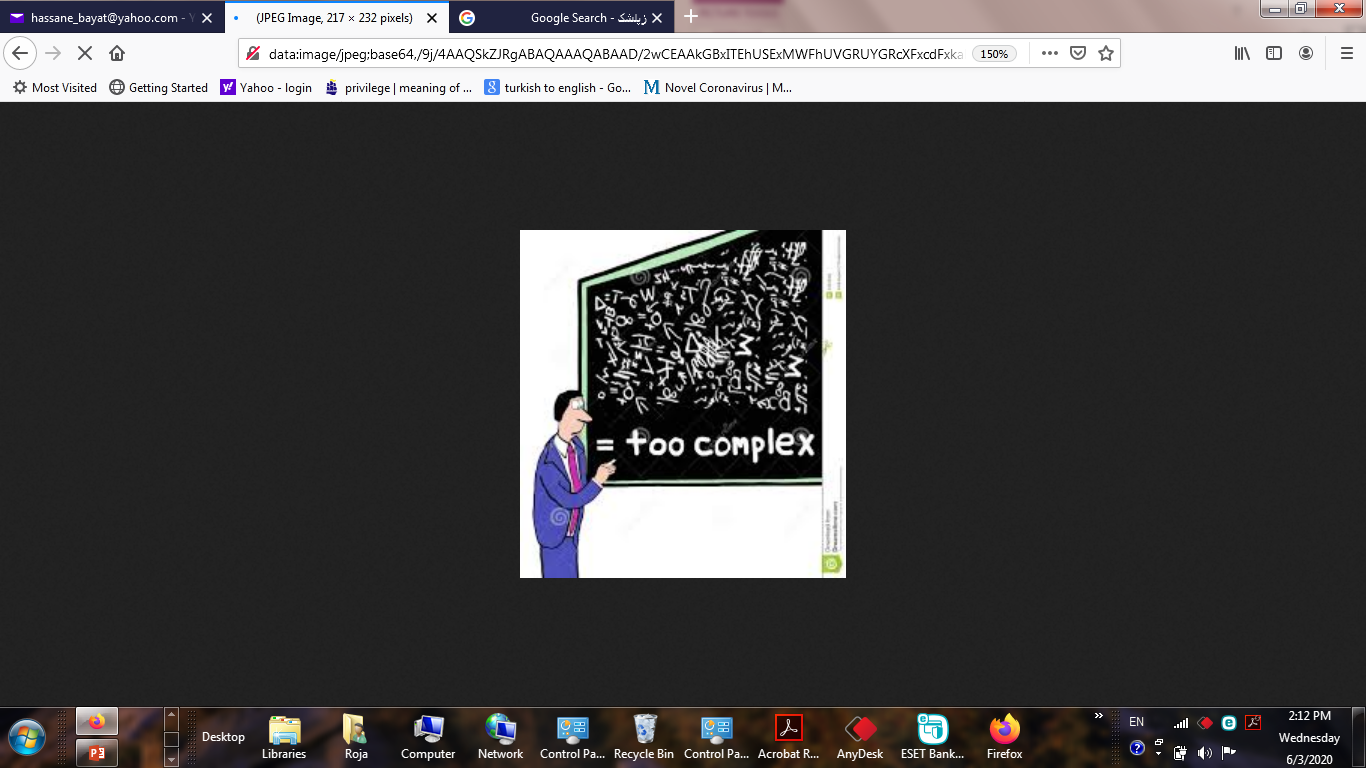 hassane_bayat@yahoo.com - Y
(JPEG Image, 217 × 232 pixels)
زپلشک - Google Search
data:image/jpeg;base64,/9j/4AAQSkZJRgABAQAAAQABAAD/2wCEAAkGBxITEhUSExMWFhUVGRUYGRcXFxcdFxka
150%
Most Visited
Getting Started
Yahoo - login
privilege | meaning of ...
turkish to english - Go...
Novel Coronavirus | M...
= too complex
Desktop
Libraries
Roja
Computer
Network
Control Pa...
Recycle Bin
Control Pa...
Acrobat R...
AnyDesk
ESET Bank...
Firefox
EN
2:12 PM
Wednesday
6/3/2020